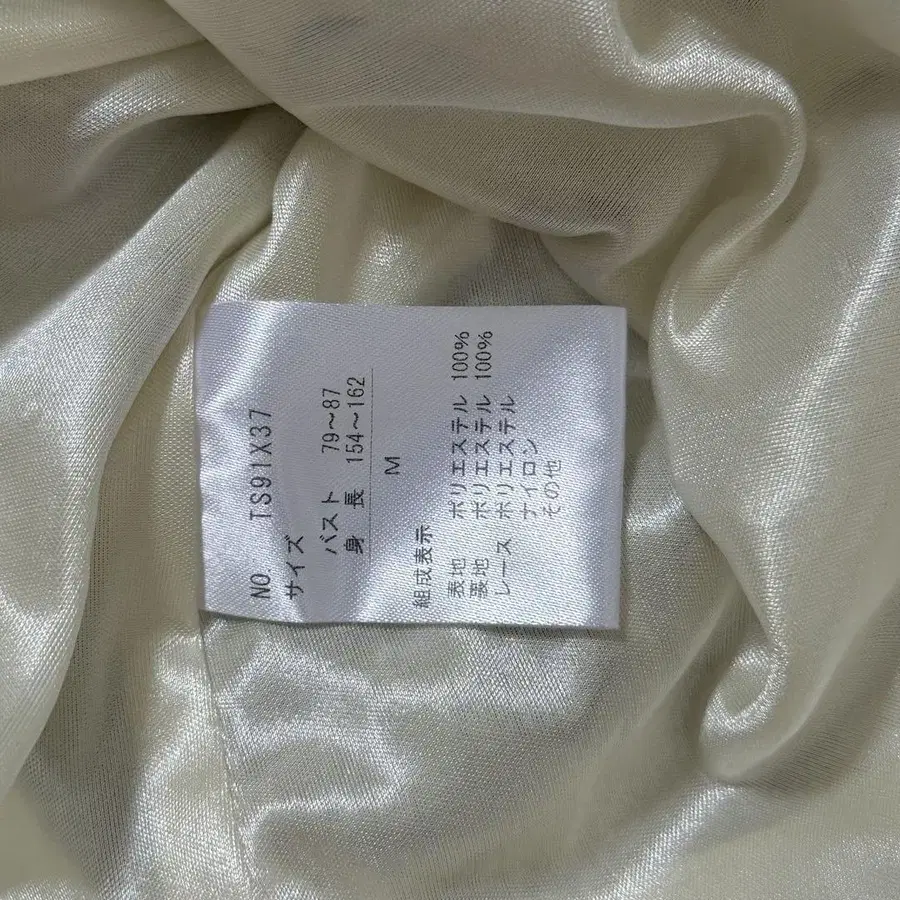 NO TS91X37
サイズ
バスト 79～87
身長 154～162
M
組成表示
表地 ポリエステル 100%
裏地 ポリエステル 100%
レース ポリエステル
ナイロン
その他